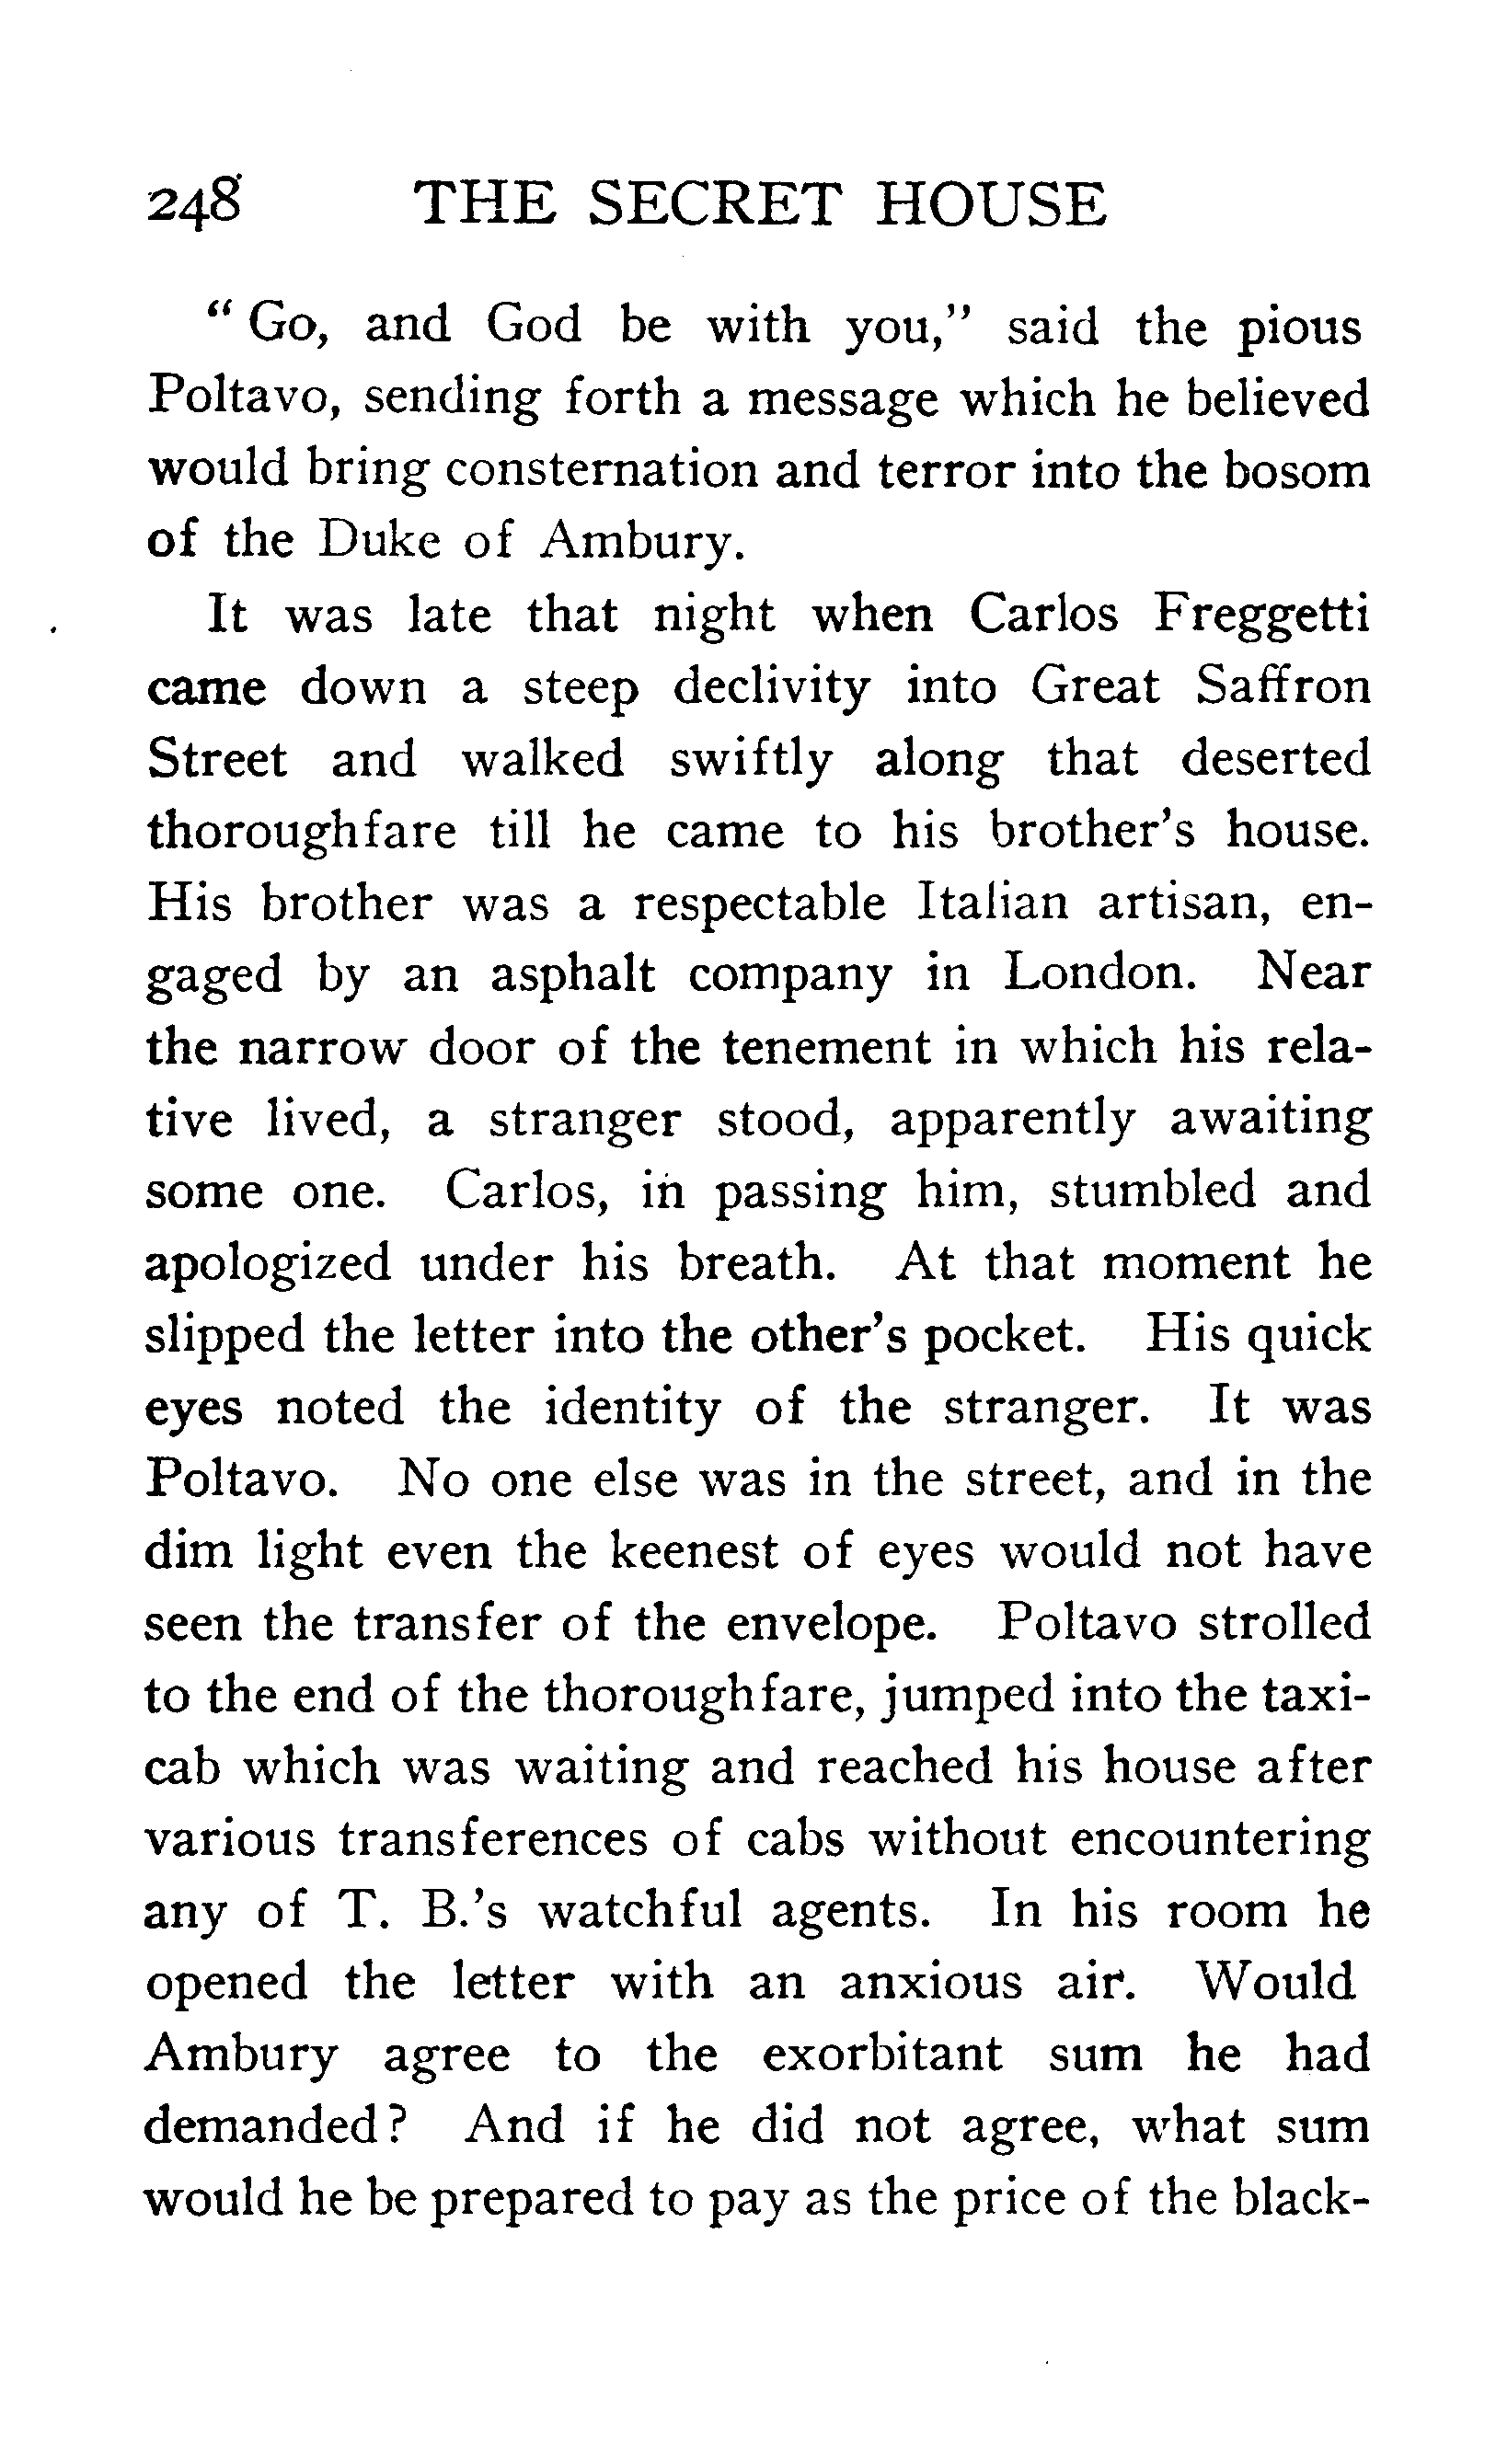 248 THE SECRET HOUSE
“ Go, and God be with you,” said the pious
Poltavo, sending forth a message which he believed
would bring consternation and terror into the bosom
of the Duke of Ambury.
It was late that night when Carlos Freggetti
came down a steep declivity into Great Saffron
Street and walked swiftly along that deserted
thoroughfare till he came to his brother’s house.
His brother was a respectable Italian artisan, en-
gaged by an asphalt company in London. Near
the narrow door of the tenement in which his rela-
tive lived, a stranger stood, apparently awaiting
some one. Carlos, in passing him, stumbled and
apologized under his breath. At that moment he
slipped the letter into the other’s pocket. His quick
eyes noted the identity of the stranger. It was
Poltavo. No one else was in the street, and in the
dim light even the keenest of eyes would not have
seen the transfer of the envelope. Poltavo strolled
to the end of the thoroughfare, jumped into the taxi-
cab which was waiting and reached his house after
various transferences of cabs without encountering
any of T. B.’s watchful agents. In his room he
opened the letter with an anxious air. Would
Ambury agree to the exorbitant sum he had
demanded? And if he did not agree, what sum
would he be prepared to pay as the price of the black-